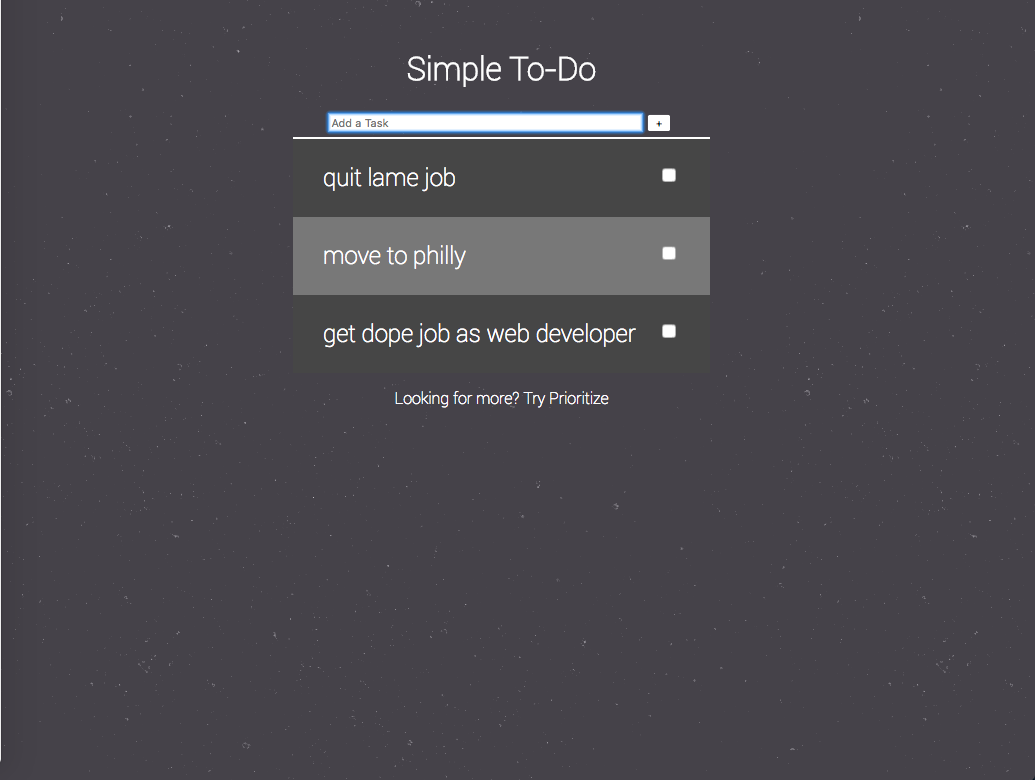 Simple To-Do
Add a Task
+
quit lame job
move to philly
get dope job as web developer
Looking for more? Try Prioritize